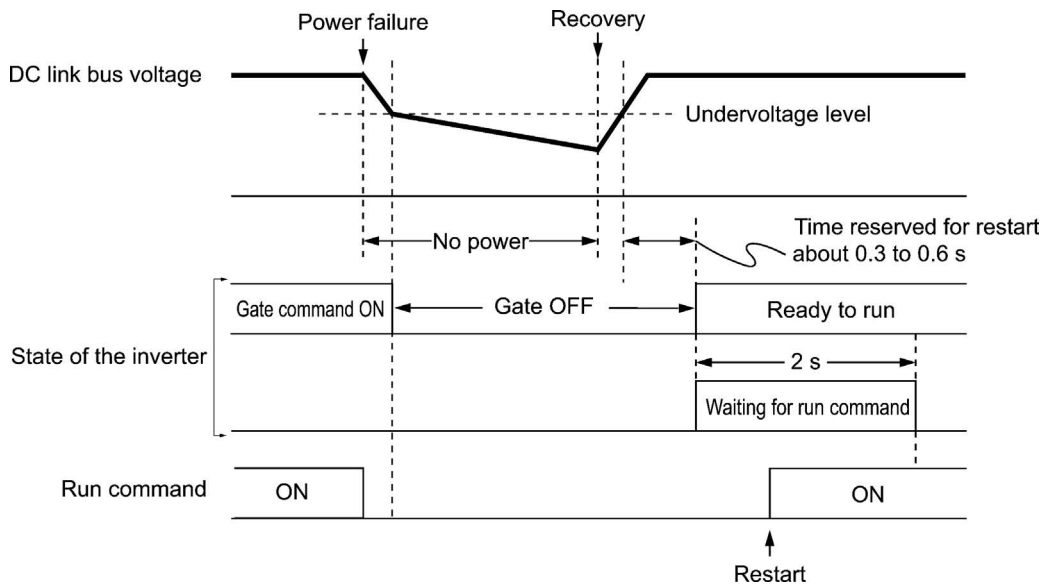 Power failure
Recovery
DC link bus voltage
Undervoltage level
No power
Time reserved for restart
about 0.3 to 0.6 s
Gate command ON
Gate OFF
Ready to run
State of the inverter
2 s
Waiting for run command
Run command
ON
ON
Restart